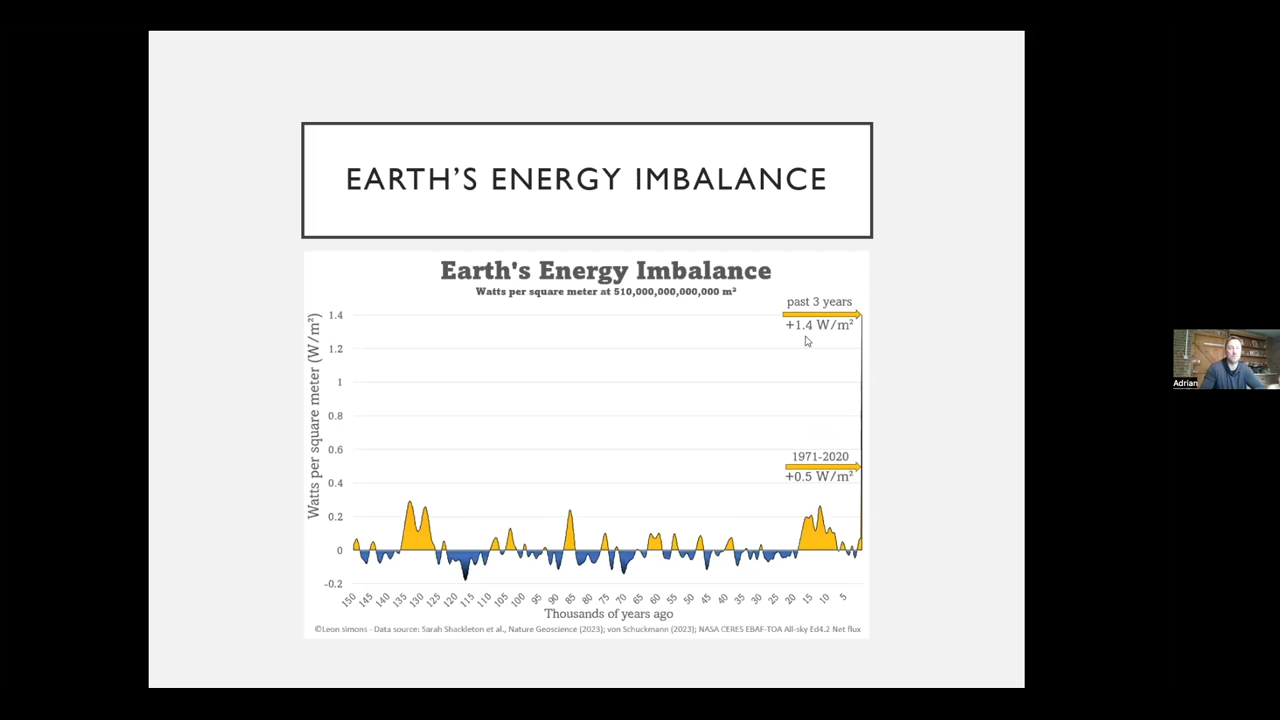 EARTH'S ENERGY IMBALANCE
Earth's Energy Imbalance
Watts per square meter at 510,000,000,000,000 m²
past 3 years
+1.4 W/m²
1971-2020
+0.5 W/m²
Watts per square meter (W/m²)
1.4
1.2
1
0.8
0.6
0.4
0.2
0
-0.2
150 145 140 135 130 125 120 115 110 105 100 95 90 85 80 75 70 65 60 55 50 45 40 35 30 25 20 15 10 5
Thousands of years ago
©Leon simons - Data source: Sarah Shackleton et al., Nature Geoscience (2023); von Schuckmann (2023); NASA CERES EBAF-TOA All-sky Ed4.2 Net flux
Adrian